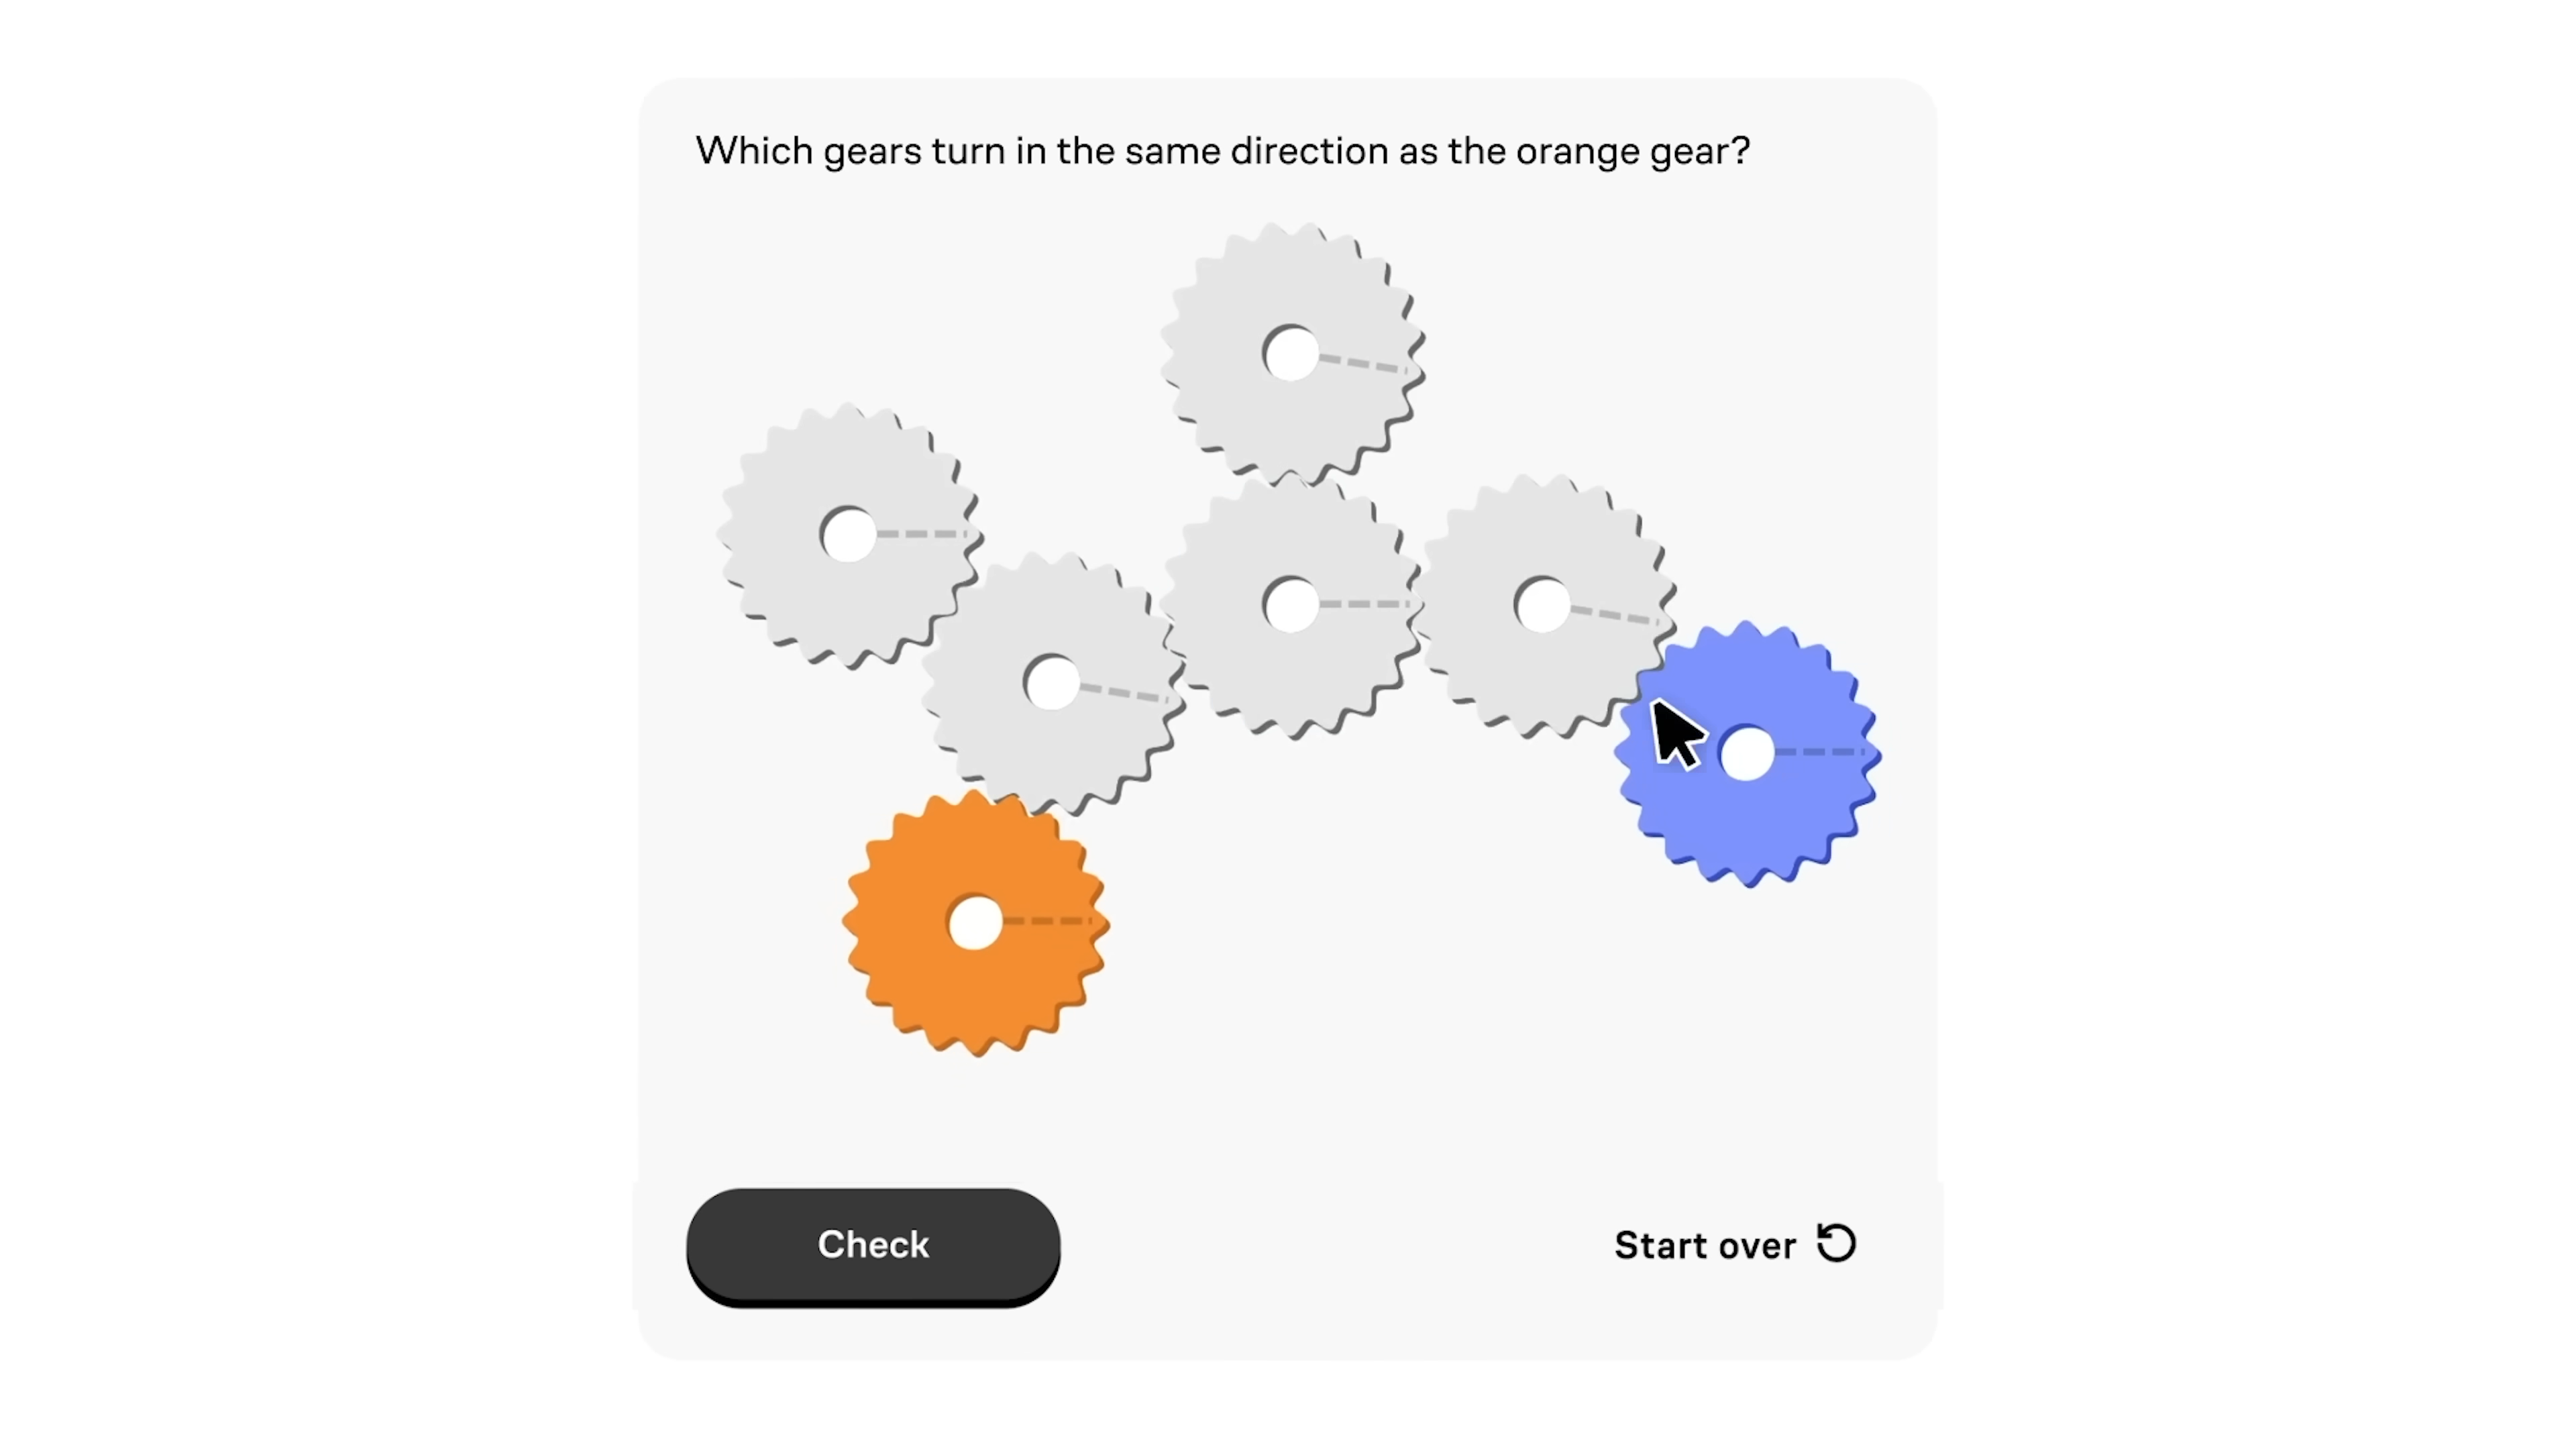 Which gears turn in the same direction as the orange gear?
Check
Start over